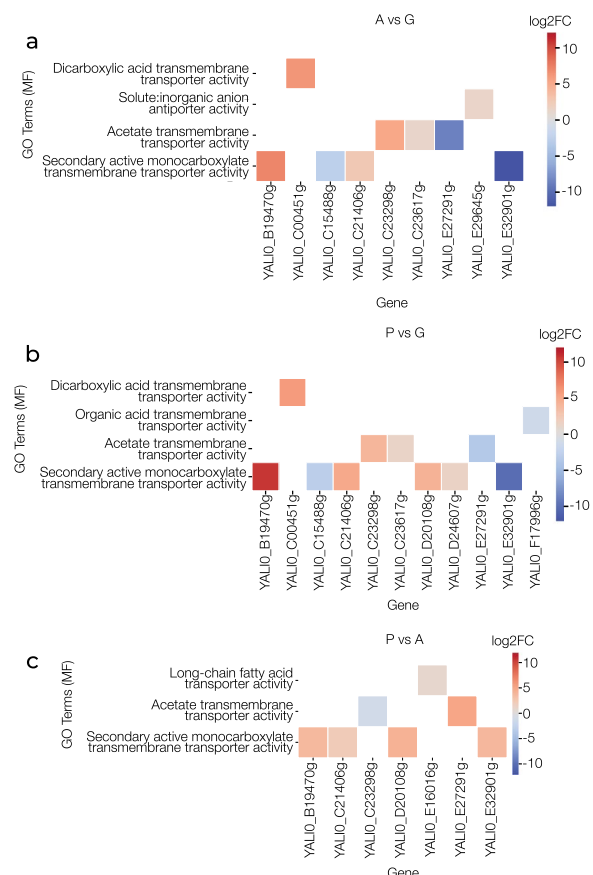 a
A vs G
log2FC
GO Terms (MF)
Dicarboxylic acid transmembrane
transporter activity
Solute:inorganic anion
antiporter activity
Acetate transmembrane
transporter activity
Secondary active monocarboxylate
transmembrane transporter activity
10
5
0
-5
-10
YALI0_B19470g
YALI0_C00451g
YALI0_C15488g
YALI0_C21406g
YALI0_C23298g
YALI0_C23617g
YALI0_E27291g
YALI0_E29645g
YALI0_E32901g
Gene
b
P vs G
log2FC
GO Terms (MF)
Dicarboxylic acid transmembrane
transporter activity
Organic acid transmembrane
transporter activity
Acetate transmembrane
transporter activity
Secondary active monocarboxylate
transmembrane transporter activity
10
5
0
-5
-10
YALI0_B19470g
YALI0_C00451g
YALI0_C15488g
YALI0_C21406g
YALI0_C23298g
YALI0_C23617g
YALI0_D20108g
YALI0_D24607g
YALI0_E27291g
YALI0_E32901g
YALI0_F17996g
Gene
c
P vs A
log2FC
GO Terms (MF)
Long-chain fatty acid
transporter activity
Acetate transmembrane
transporter activity
Secondary active monocarboxylate
transmembrane transporter activity
10
5
0
-5
-10
YALI0_B19470g
YALI0_C21406g
YALI0_C23298g
YALI0_D20108g
YALI0_E16016g
YALI0_E27291g
YALI0_E32901g
Gene